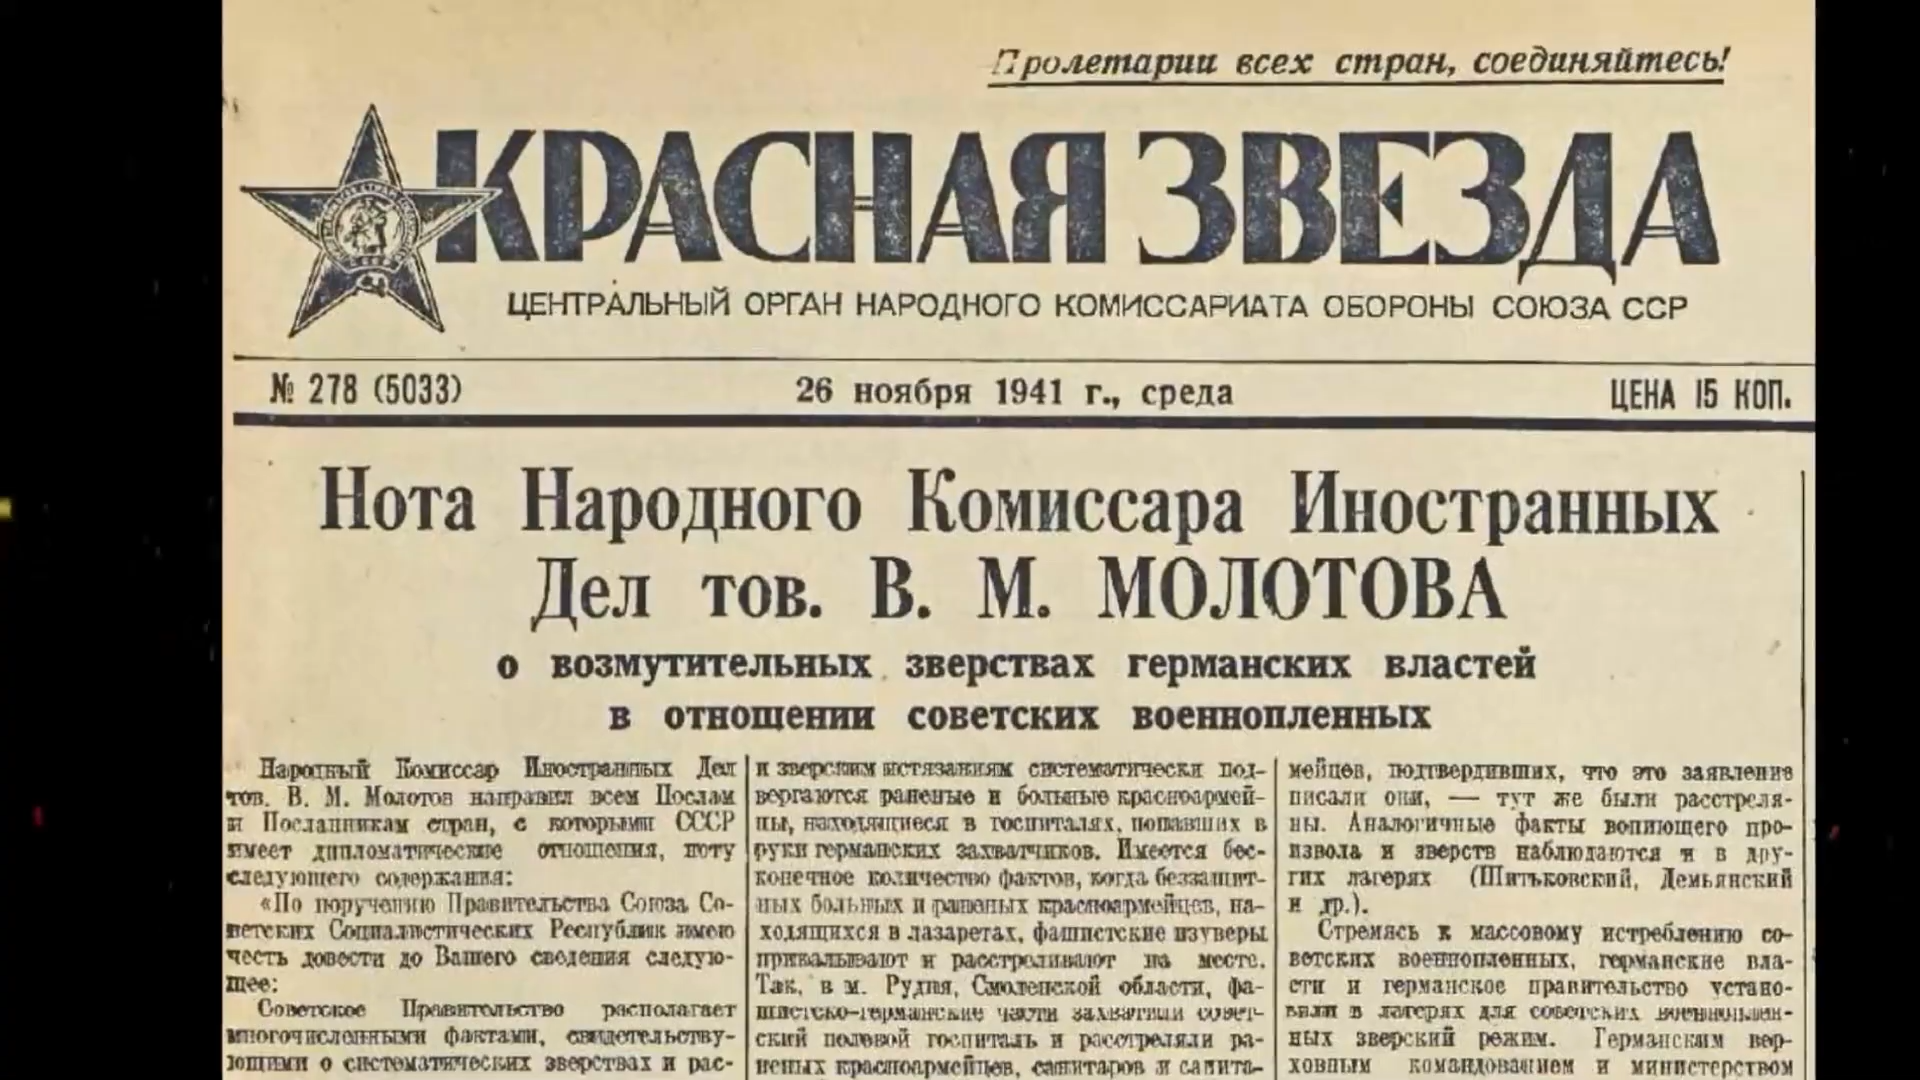 Пролетарии всех стран, соединяйтесь!
КРАСНАЯ ЗВЕЗДА
ЦЕНТРАЛЬНЫЙ ОРГАН НАРОДНОГО КОМИССАРИАТА ОБОРОНЫ СОЮЗА ССР
№ 278 (5033) 26 ноября 1941 г., среда ЦЕНА 15 КОП.
Нота Народного Комиссара Иностранных
Дел тов. В. М. МОЛОТОВА
о возмутительных зверствах германских властей
в отношении советских военнопленных
Народный Комиссар Иностранных Дел
тов. В. М. Молотов направил всем Послам
и Посланникам стран, с которыми СССР
имеет дипломатические отношения, ноту
следующего содержания:
«По поручению Правительства Союза Со-
ветских Социалистических Республик имею
честь довести до Вашего сведения следую-
щее:
Советское Правительство располагает
многочисленными фактами, свидетельству-
ющими о систематических зверствах и рас-
и зверским истязаниям систематически под-
вергаются раненые и больные красноармей-
цы, находящиеся в госпиталях, попавших в
руки германских захватчиков. Имеется бес-
конечное количество фактов, когда беззащит-
ных больных и раненых красноармейцев, на-
ходящихся в лазаретах, фашистские изуверы
прикалывают и расстреливают на месте.
Так, в м. Рудня, Смоленской области, фа-
шистско-германские части захватили совет-
ский полевой госпиталь и расстреляли ра-
неных красноармейцев, санитаров и санита-
мейцев, подтвердивших, что это заявление
писали они, — тут же были расстреля-
ны. Аналогичные факты вопиющего про-
извола и зверств наблюдаются и в дру-
гих лагерях (Шитьковский, Демьянский
и др.).
Стремясь к массовому истреблению со-
ветских военнопленных, германские вла-
сти и германское правительство устано-
вили в лагерях для советских военноплен-
ных зверский режим. Германским вер-
ховным командованием и министерством